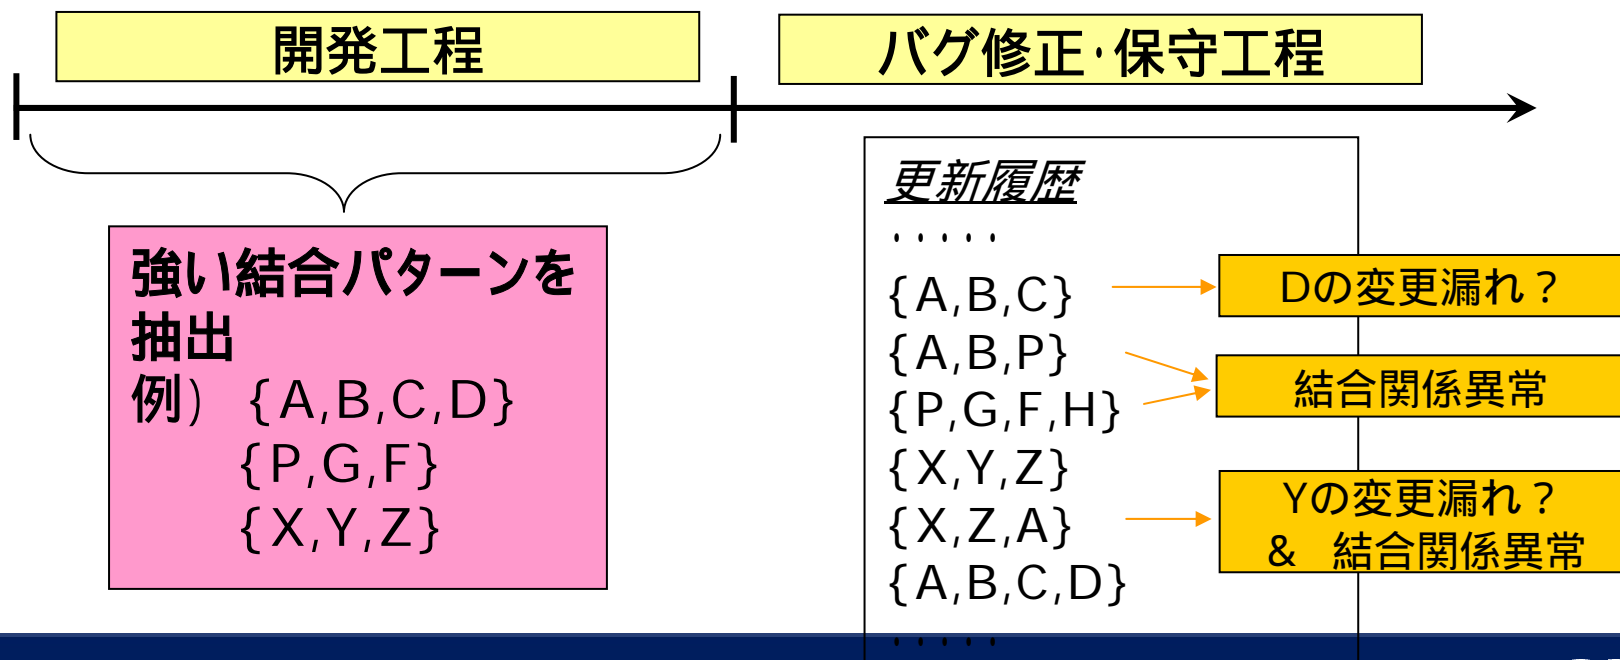 開発工程
バグ修正・保守工程
強い結合パターンを
抽出
例) {A,B,C,D}
{P,G,F}
{X,Y,Z}
更新履歴
・・・・・
{A,B,C}
{A,B,P}
{P,G,F,H}
{X,Y,Z}
{X,Z,A}
{A,B,C,D}
・・・・・
Dの変更漏れ？
結合関係異常
Yの変更漏れ？
& 結合関係異常